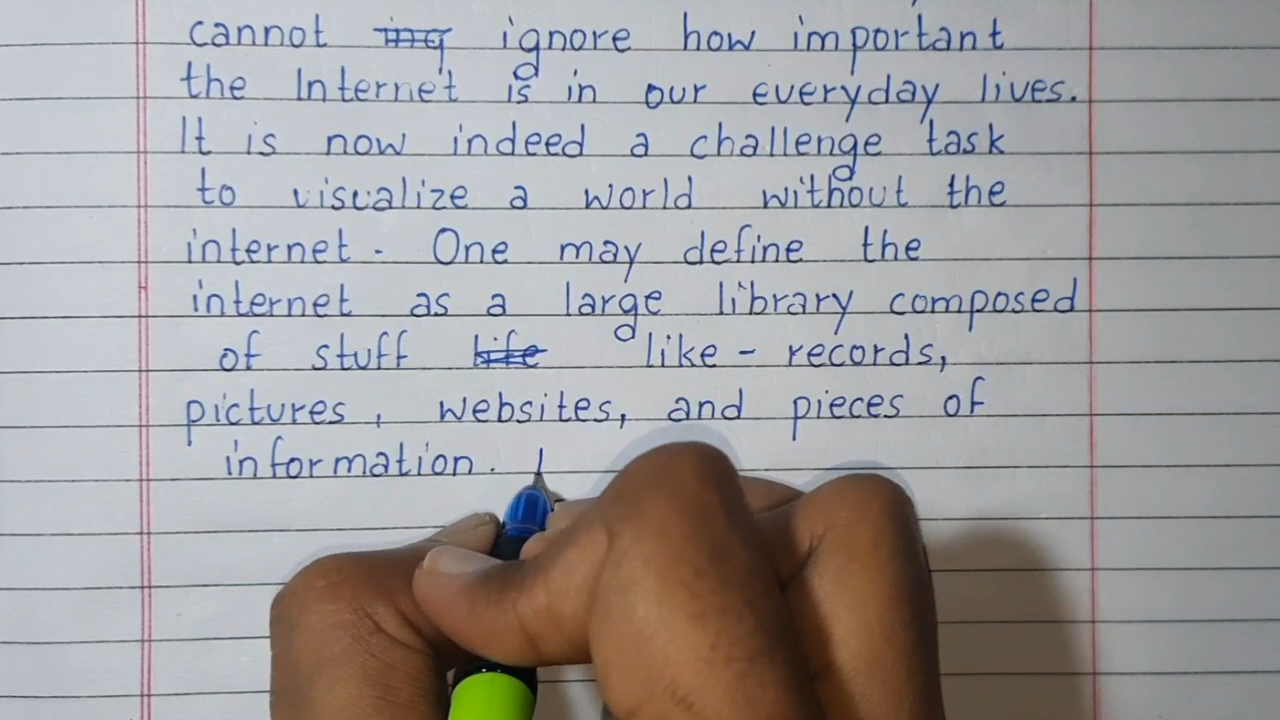 cannot ignore how important
the Internet is in our everyday lives.
It is now indeed a challenge task
to visualize a world without the
internet. One may define the
internet as a large library composed
of stuff life like - records,
pictures, websites, and pieces of
information.